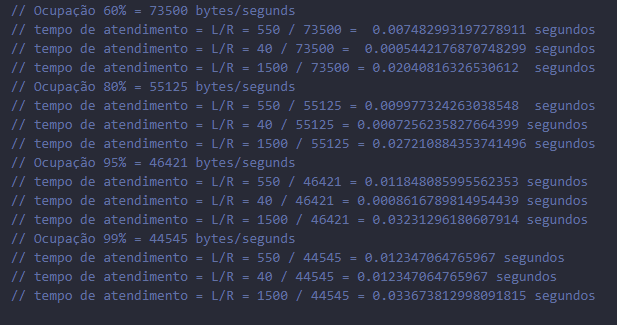 // Ocupação 60% = 73500 bytes/segunds
// tempo de atendimento = L/R = 550 / 73500 =  0.007482993197278911 segundos
// tempo de atendimento = L/R = 40 / 73500 =  0.0005442176870748299 segundos
// tempo de atendimento = L/R = 1500 / 73500 = 0.02040816326530612  segundos
// Ocupação 80% = 55125 bytes/segunds
// tempo de atendimento = L/R = 550 / 55125 = 0.009977324263038548  segundos
// tempo de atendimento = L/R = 40 / 55125 = 0.0007256235827664399 segundos
// tempo de atendimento = L/R = 1500 / 55125 = 0.027210884353741496 segundos
// Ocupação 95% = 46421 bytes/segunds
// tempo de atendimento = L/R = 550 / 46421 = 0.011848085995562353 segundos
// tempo de atendimento = L/R = 40 / 46421 = 0.0008616789814954439 segundos
// tempo de atendimento = L/R = 1500 / 46421 = 0.03231296180607914 segundos
// Ocupação 99% = 44545 bytes/segunds
// tempo de atendimento = L/R = 550 / 44545 = 0.012347064765967 segundos
// tempo de atendimento = L/R = 40 / 44545 = 0.012347064765967 segundos
// tempo de atendimento = L/R = 1500 / 44545 = 0.033673812998091815 segundos